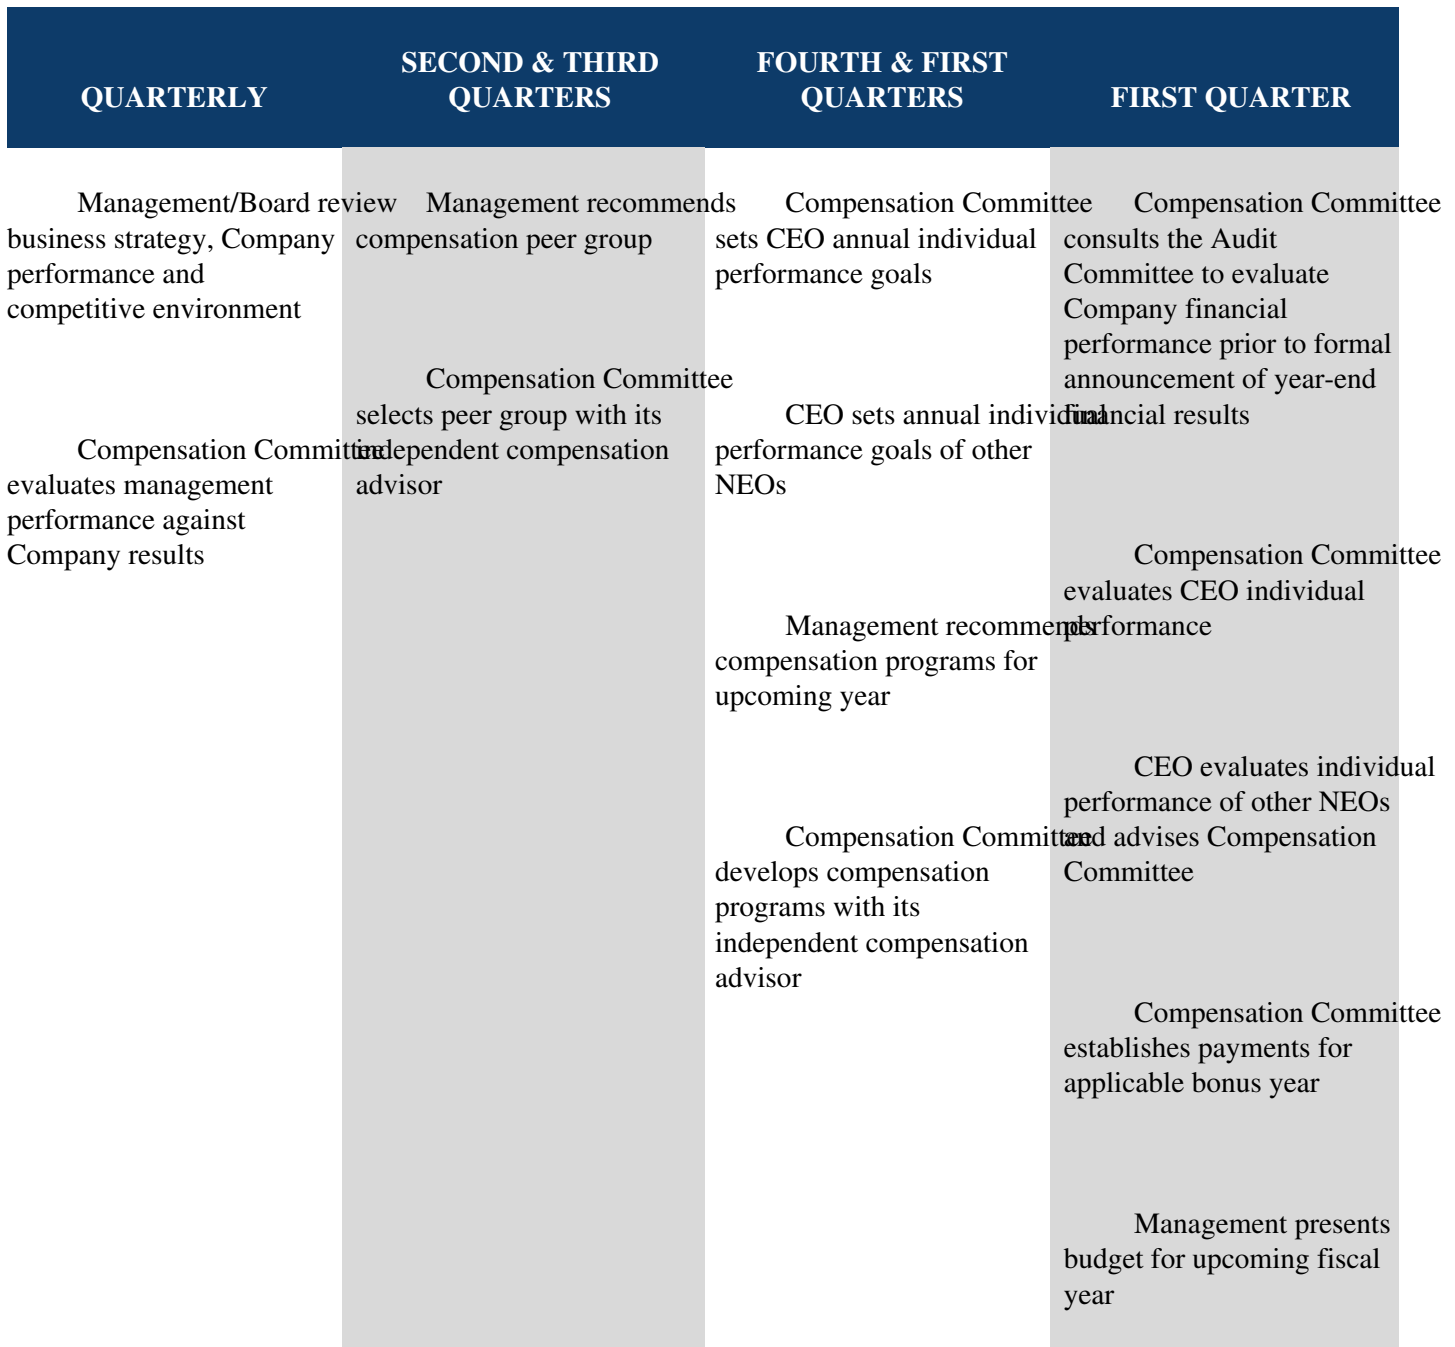 QUARTERLY
SECOND & THIRD
QUARTERS
FOURTH & FIRST
QUARTERS
FIRST QUARTER
Management/Board review
business strategy, Company
performance and
competitive environment
Compensation Committee
evaluates management
performance against
Company results
Management recommends
compensation peer group
Compensation Committee
selects peer group with its
independent compensation
advisor
Compensation Committee
sets CEO annual individual
performance goals
CEO sets annual individual
performance goals of other
NEOs
Management recommends
compensation programs for
upcoming year
Compensation Committee
develops compensation
programs with its
independent compensation
advisor
Compensation Committee
consults the Audit
Committee to evaluate
Company financial
performance prior to formal
announcement of year-end
financial results
Compensation Committee
evaluates CEO individual
performance
CEO evaluates individual
performance of other NEOs
and advises Compensation
Committee
Compensation Committee
establishes payments for
applicable bonus year
Management presents
budget for upcoming fiscal
year